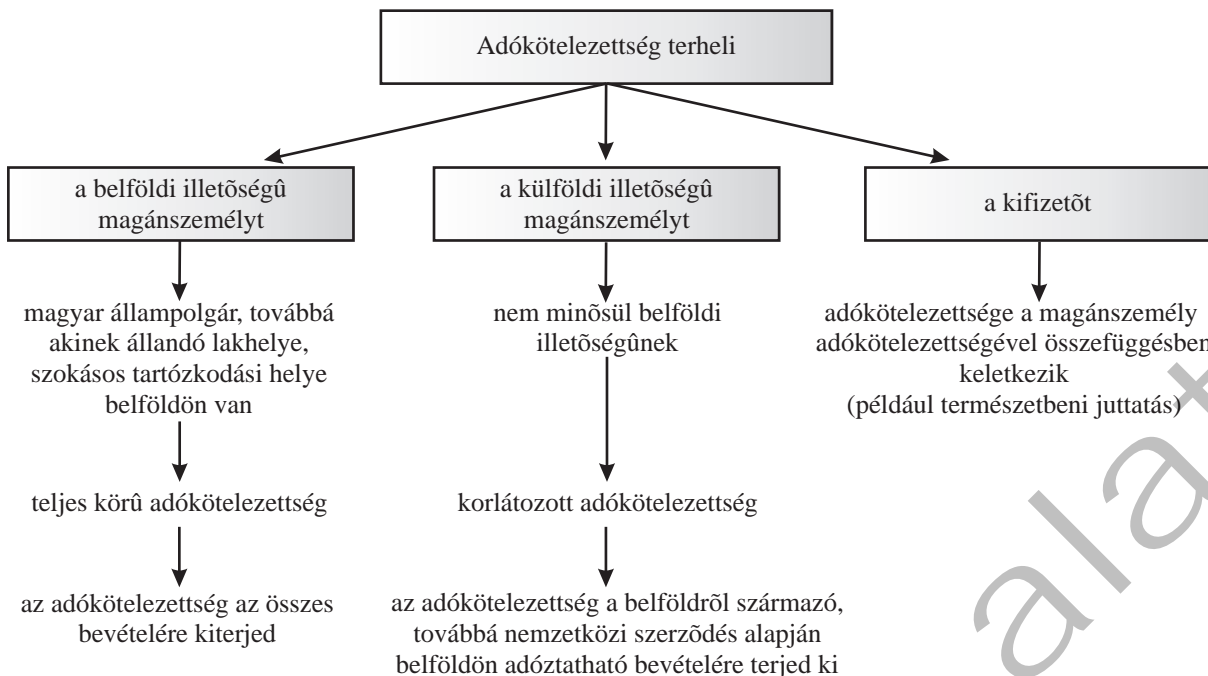 Adókötelezettség terheli
a belföldi illetõségû
magánszemélyt
a külföldi illetõségû
magánszemélyt
a kifizetõt
magyar állampolgár, továbbá
akinek állandó lakhelye,
szokásos tartózkodási helye
belföldön van
nem minõsül belföldi
illetõségûnek
adókötelezettsége a magánszemély
adókötelezettségével összefüggésben
keletkezik
(például természetbeni juttatás)
teljes körû adókötelezettség
korlátozott adókötelezettség
az adókötelezettség az összes
bevételére kiterjed
az adókötelezettség a belföldrõl származó,
továbbá nemzetközi szerzõdés alapján
belföldön adóztatható bevételére terjed ki
alat